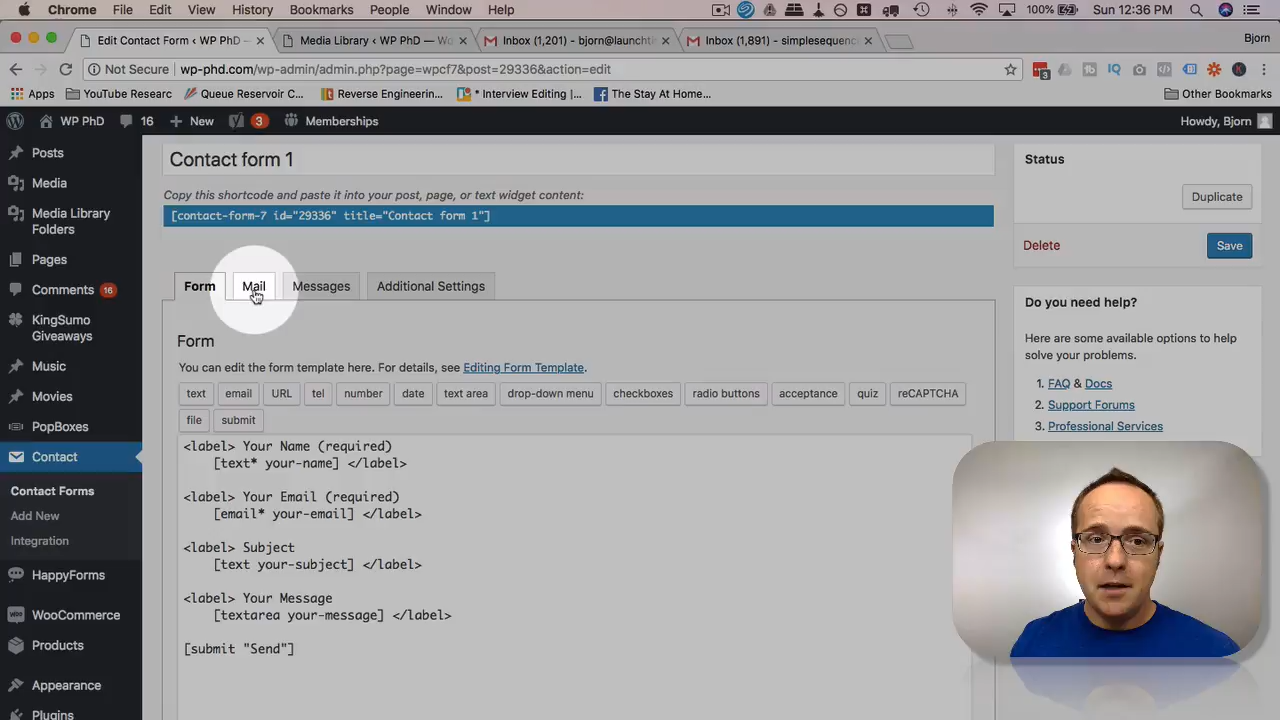 Chrome File Edit View History Bookmarks People Window Help 100% Sun 12:36 PM
Edit Contact Form ‹ WP PhD – Media Library ‹ WP PhD — Wo Inbox (1,201) - bjorn@launchti Inbox (1,891) - simplesequenc Bjorn
Not Secure wp-phd.com/wp-admin/admin.php?page=wpcf7&post=29336&action=edit
Apps YouTube Researc Queue Reservoir C... Reverse Engineerin... * Interview Editing |... The Stay At Home... Other Bookmarks
WP PhD 16 New 3 Memberships Howdy, Bjorn
Posts
Media
Media Library
Folders
Pages
Comments 16
KingSumo
Giveaways
Music
Movies
PopBoxes
Contact
Contact Forms
Add New
Integration
HappyForms
WooCommerce
Products
Appearance
Plugins
Contact form 1
Copy this shortcode and paste it into your post, page, or text widget content:
[contact-form-7 id="29336" title="Contact form 1"]
Form Mail Messages Additional Settings
Form
You can edit the form template here. For details, see Editing Form Template.
text email URL tel number date text area drop-down menu checkboxes radio buttons acceptance quiz reCAPTCHA
file submit
<label> Your Name (required)
[text* your-name] </label>
<label> Your Email (required)
[email* your-email] </label>
<label> Subject
[text your-subject] </label>
<label> Your Message
[textarea your-message] </label>
[submit "Send"]
Status
Duplicate
Delete Save
Do you need help?
Here are some available options to help
solve your problems.
1. FAQ & Docs
2. Support Forums
3. Professional Services